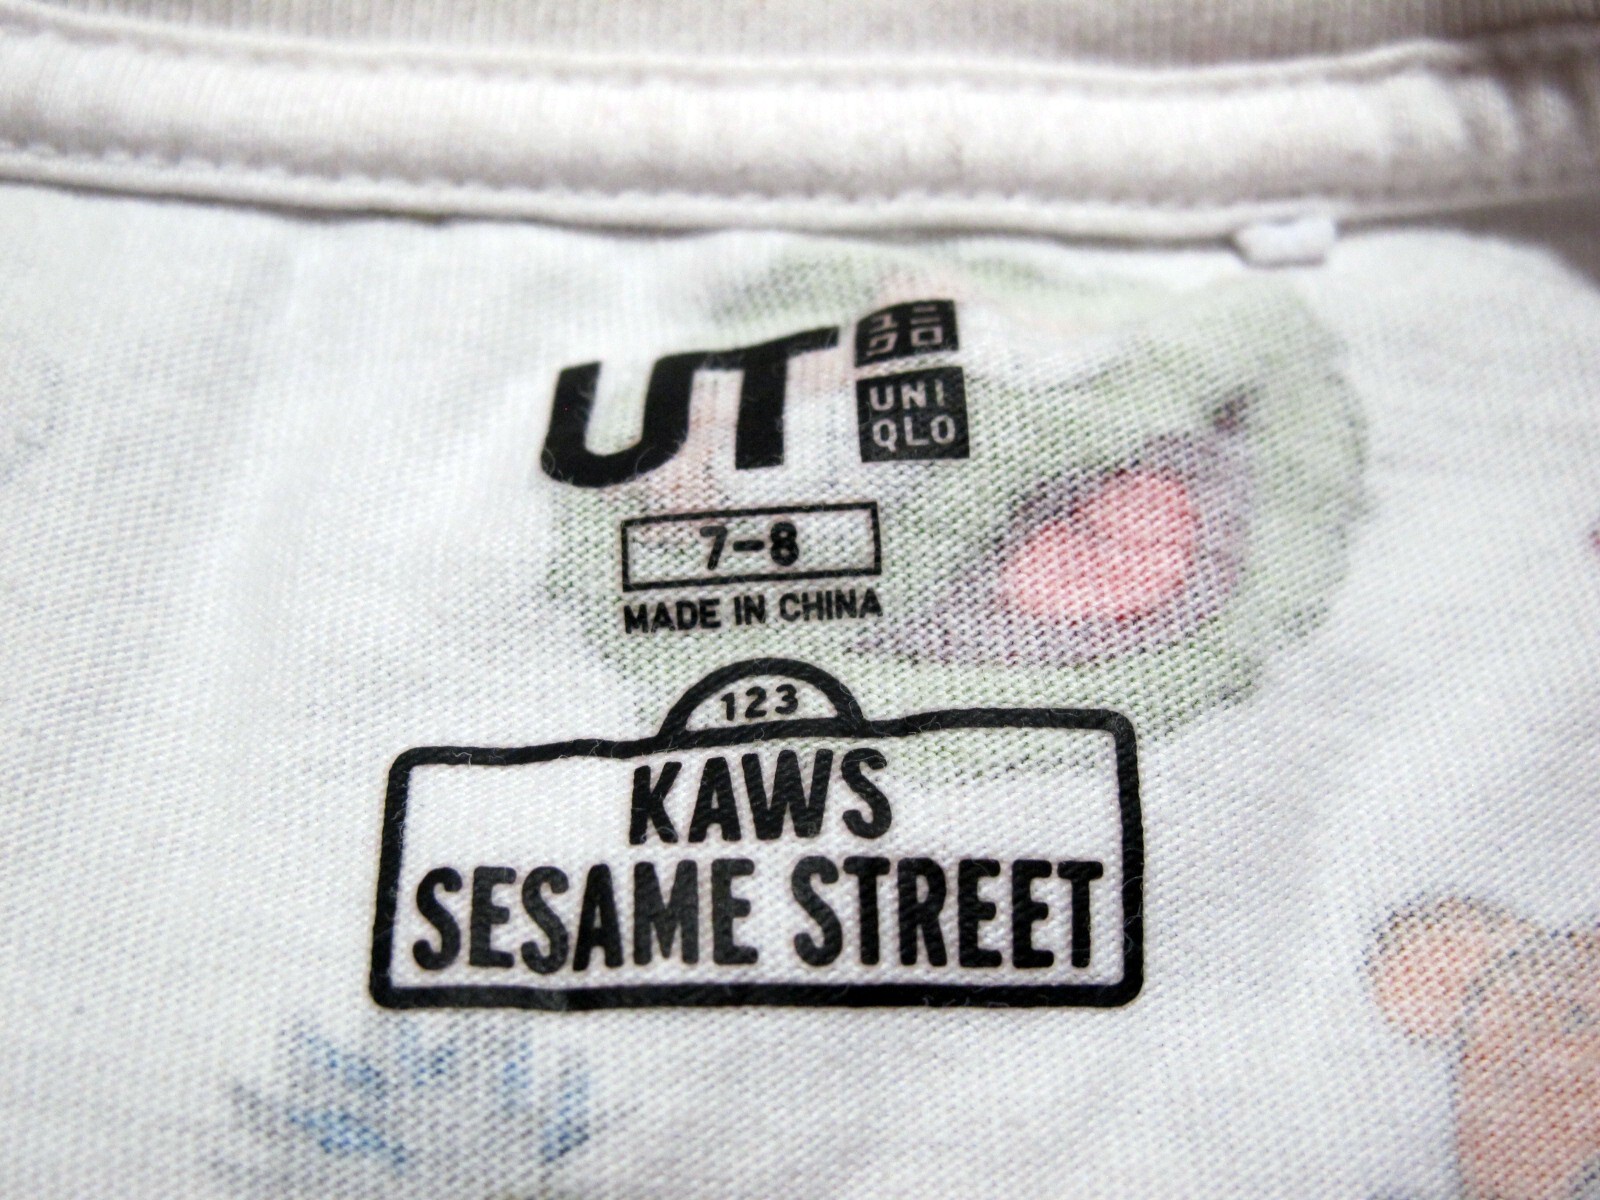 UT
ユニ
クロ
UNI
QLO
7-8
MADE IN CHINA
123
KAWS
SESAME STREET